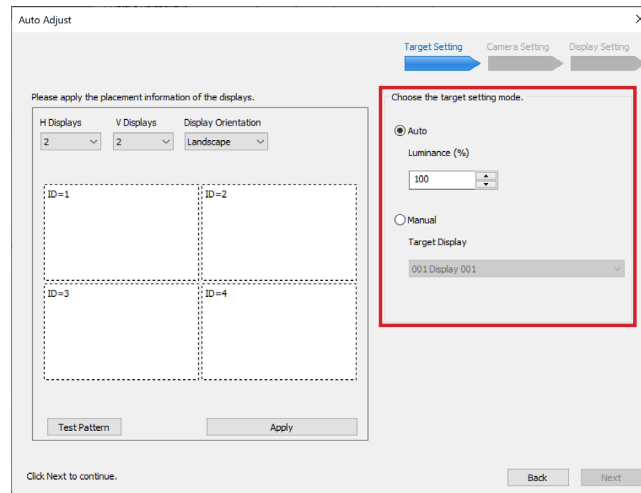 Auto Adjust
Target Setting
Camera Setting
Display Setting
Please apply the placement information of the displays.
H Displays
V Displays
Display Orientation
2
2
Landscape
ID=1
ID=2
ID=3
ID=4
Test Pattern
Apply
Choose the target setting mode.
Auto
Luminance (%)
100
Manual
Target Display
001 Display 001
Click Next to continue.
Back
Next